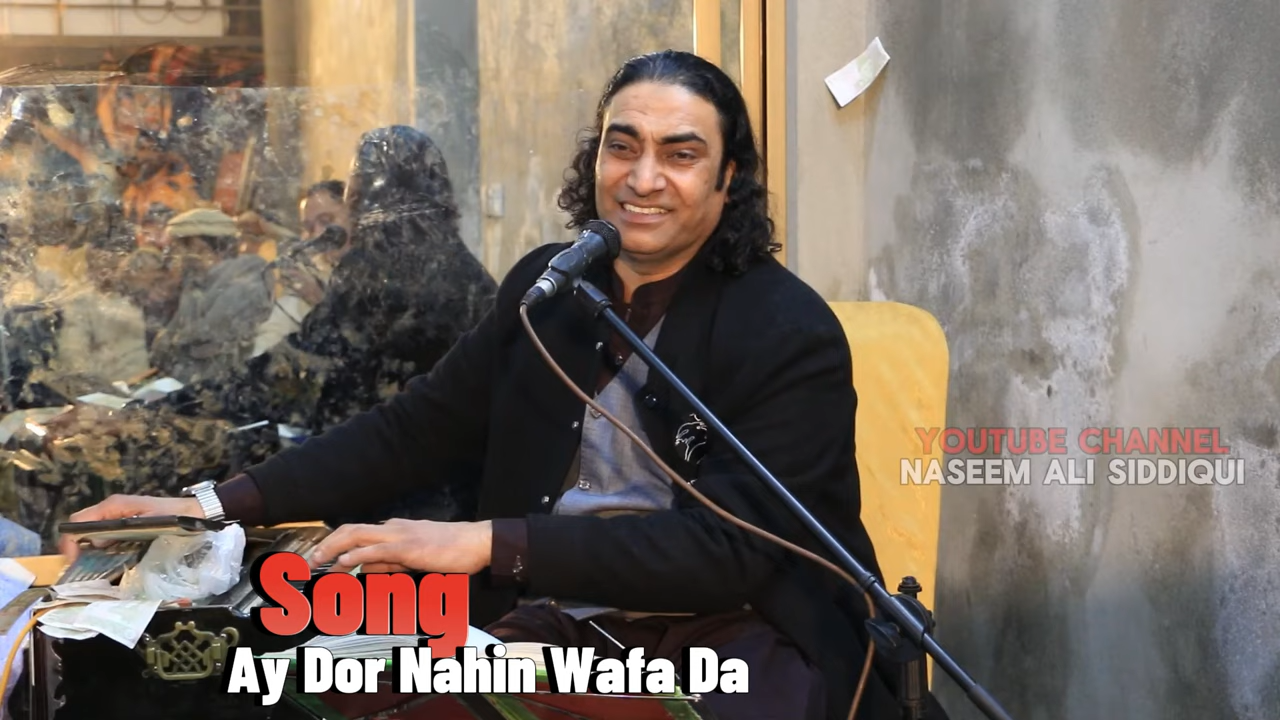 YOUTUBE CHANNEL
NASEEM ALI SIDDIQUI
Song
Ay Dor Nahin Wafa Da